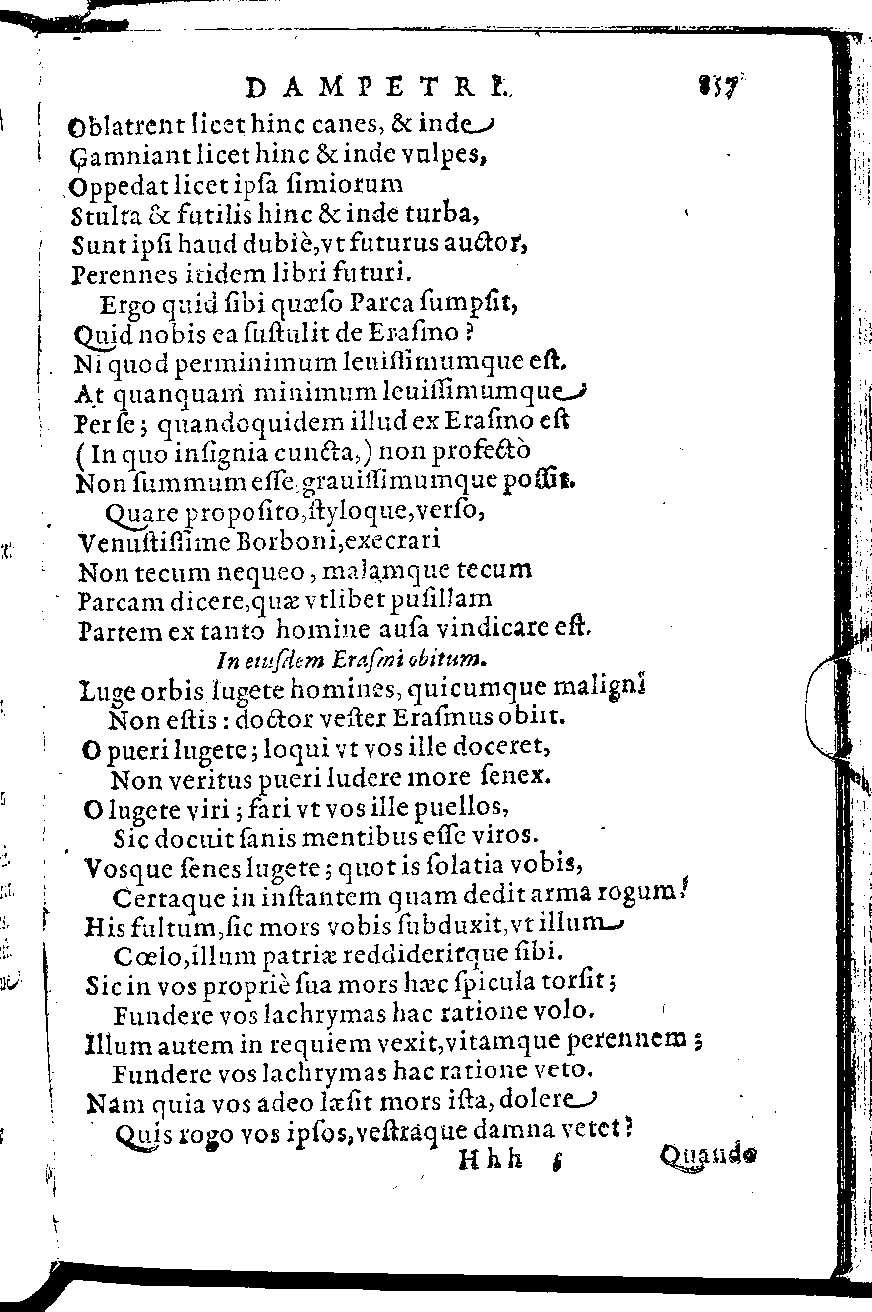 DAMPETRI. 857
Oblatrent licet hinc canes, & inde
Gamniant licet hinc & inde vulpes,
Oppedat licet ipſa ſimiorum
Stulta & futilis hinc & inde turba,
Sunt ipſi haud dubiè, vt futurus auctor,
Perennes itidem libri futuri.
Ergo quid ſibi quæſo Parca ſumpſit,
Quid nobis ea ſuſtulit de Eraſmo?
Ni quod perminimum leuiſſimumque eſt.
At quanquam minimum leuiſſimumque
Per ſe; quandoquidem illud ex Eraſmo eſt
(In quo inſignia cuncta,) non profectò
Non ſummum eſſe, grauiſſimumque poſſit.
Quare propoſito, ſtyloque, verſo,
Venuſtiſſime Borboni, execrari
Non tecum nequeo, malamque tecum
Parcam dicere, quæ vtlibet puſillam
Partem ex tanto homine auſa vindicare eſt.
In eiuſdem Eraſmi obitum.
Luge orbis lugete homines, quicumque maligni
Non eſtis: doctor veſter Eraſmus obiit.
O pueri lugete; loqui vt vos ille doceret,
Non veritus pueri ludere more ſenex.
O lugete viri; fari vt vos ille puellos,
Sic docuit ſanis mentibus eſſe viros.
Vosque ſenes lugete; quot is ſolatia vobis,
Certaque in inſtantem quam dedit arma rogum!
His fultum, ſic mors vobis ſubduxit, vt illum
Cœlo, illum patriæ reddideritque ſibi.
Sic in vos propriè ſua mors hæc ſpicula torſit;
Fundere vos lachrymas hac ratione volo.
Illum autem in requiem vexit, vitamque perennem;
Fundere vos lachrymas hac ratione veto.
Nam quia vos adeo læſit mors iſta, dolere
Quis rogo vos ipſos, veſtraque damna vetet?
Hhh 5 Quando